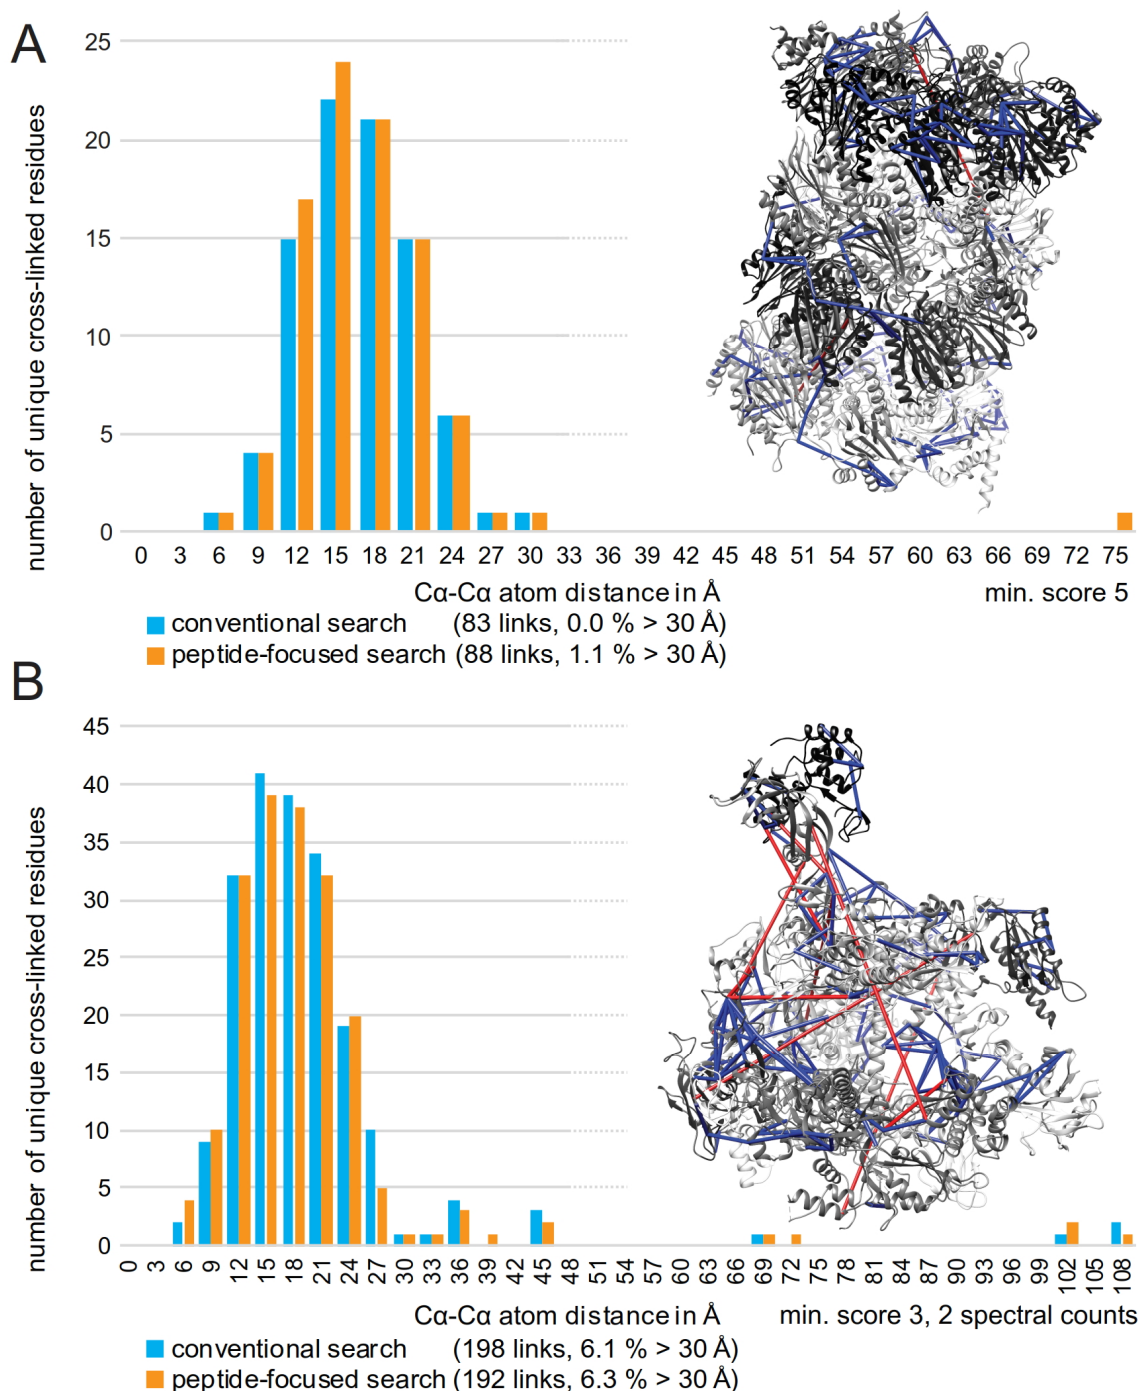 A
number of unique cross-linked residues
25
20
15
10
5
0
0 3 6 9 12 15 18 21 24 27 30 33 36 39 42 45 48 51 54 57 60 63 66 69 72 75
Cα-Cα atom distance in Å
min. score 5
conventional search (83 links, 0.0 % > 30 Å)
peptide-focused search (88 links, 1.1 % > 30 Å)
B
number of unique cross-linked residues
45
40
35
30
25
20
15
10
5
0
0 3 6 9 12 15 18 21 24 27 30 33 36 39 42 45 48 51 54 57 60 63 66 69 72 75 78 81 84 87 90 93 96 99 102 105 108
Cα-Cα atom distance in Å
min. score 3, 2 spectral counts
conventional search (198 links, 6.1 % > 30 Å)
peptide-focused search (192 links, 6.3 % > 30 Å)